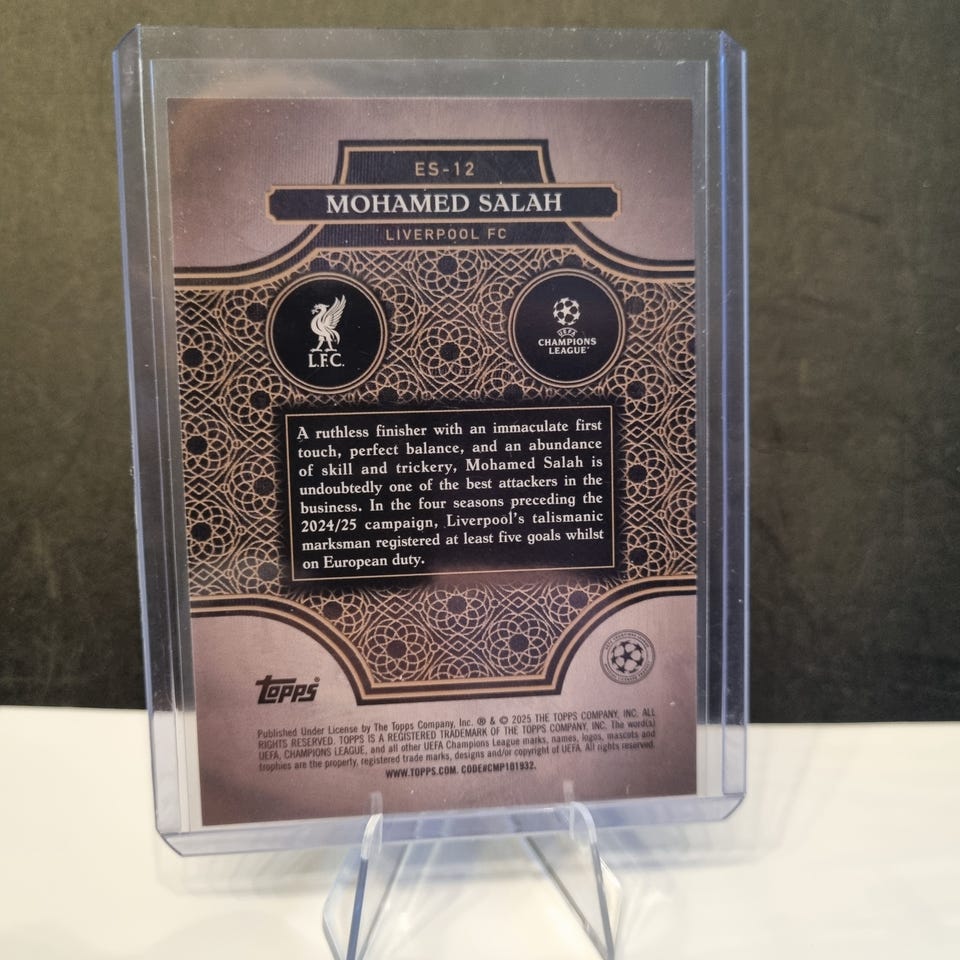 ES-12
MOHAMED SALAH
LIVERPOOL FC
L.F.C.
UEFA
CHAMPIONS
LEAGUE
A ruthless finisher with an immaculate first
touch, perfect balance, and an abundance
of skill and trickery, Mohamed Salah is
undoubtedly one of the best attackers in the
business. In the four seasons preceding the
2024/25 campaign, Liverpool's talismanic
marksman registered at least five goals whilst
on European duty.
Topps®
Published Under License by The Topps Company, Inc. ® & © 2025 THE TOPPS COMPANY, INC. ALL
RIGHTS RESERVED. TOPPS IS A REGISTERED TRADEMARK OF THE TOPPS COMPANY, INC. The word(s)
UEFA, CHAMPIONS LEAGUE, and all other UEFA Champions League marks, names, logos, mascots and
trophies are the property, registered trade marks, designs and/or copyright of UEFA. All rights reserved.
WWW.TOPPS.COM. CODE#CMP101932.